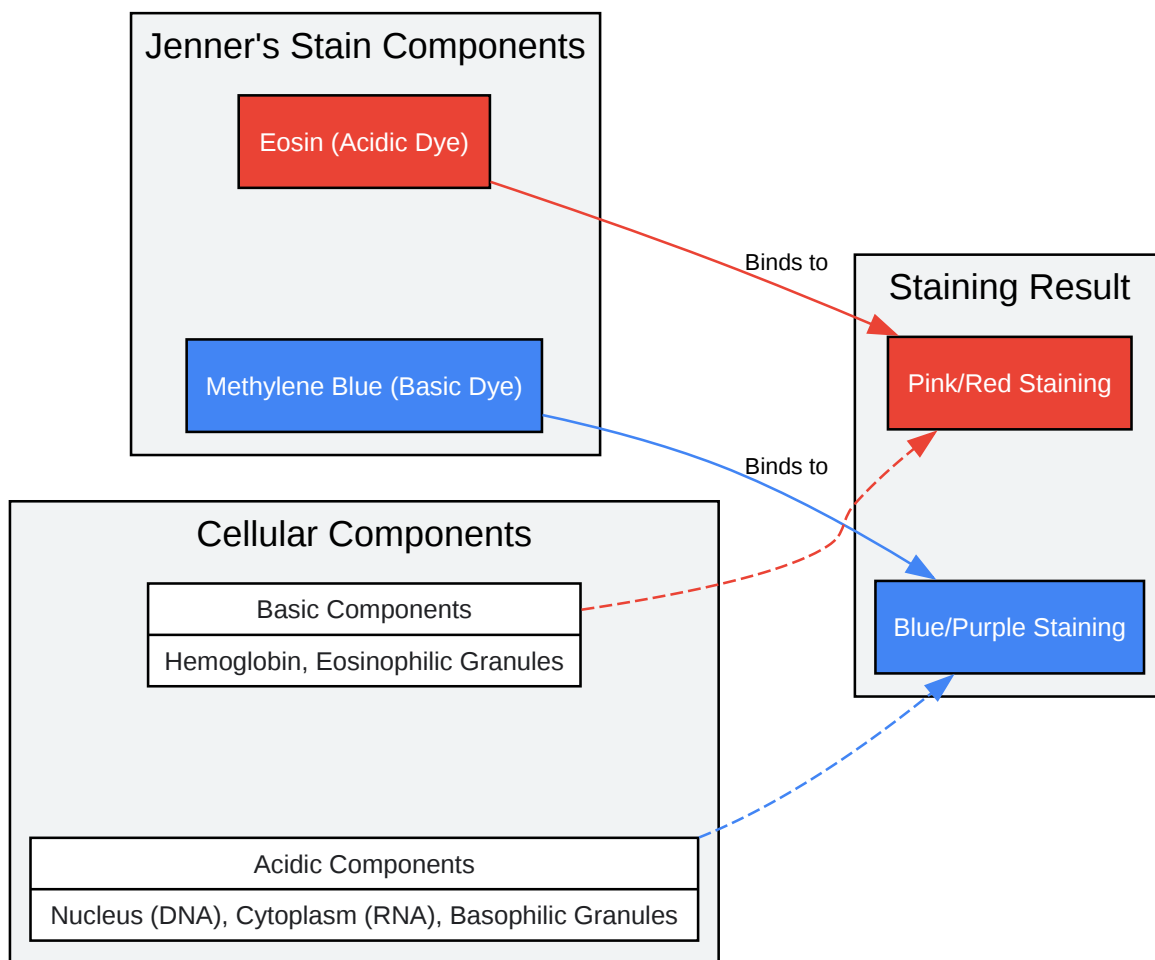 Jenner's Stain Components
Eosin (Acidic Dye)
Binds to
Staining Result
Pink/Red Staining
Methylene Blue (Basic Dye)
Binds to
Cellular Components
Basic Components
Hemoglobin, Eosinophilic Granules
Blue/Purple Staining
Acidic Components
Nucleus (DNA), Cytoplasm (RNA), Basophilic Granules